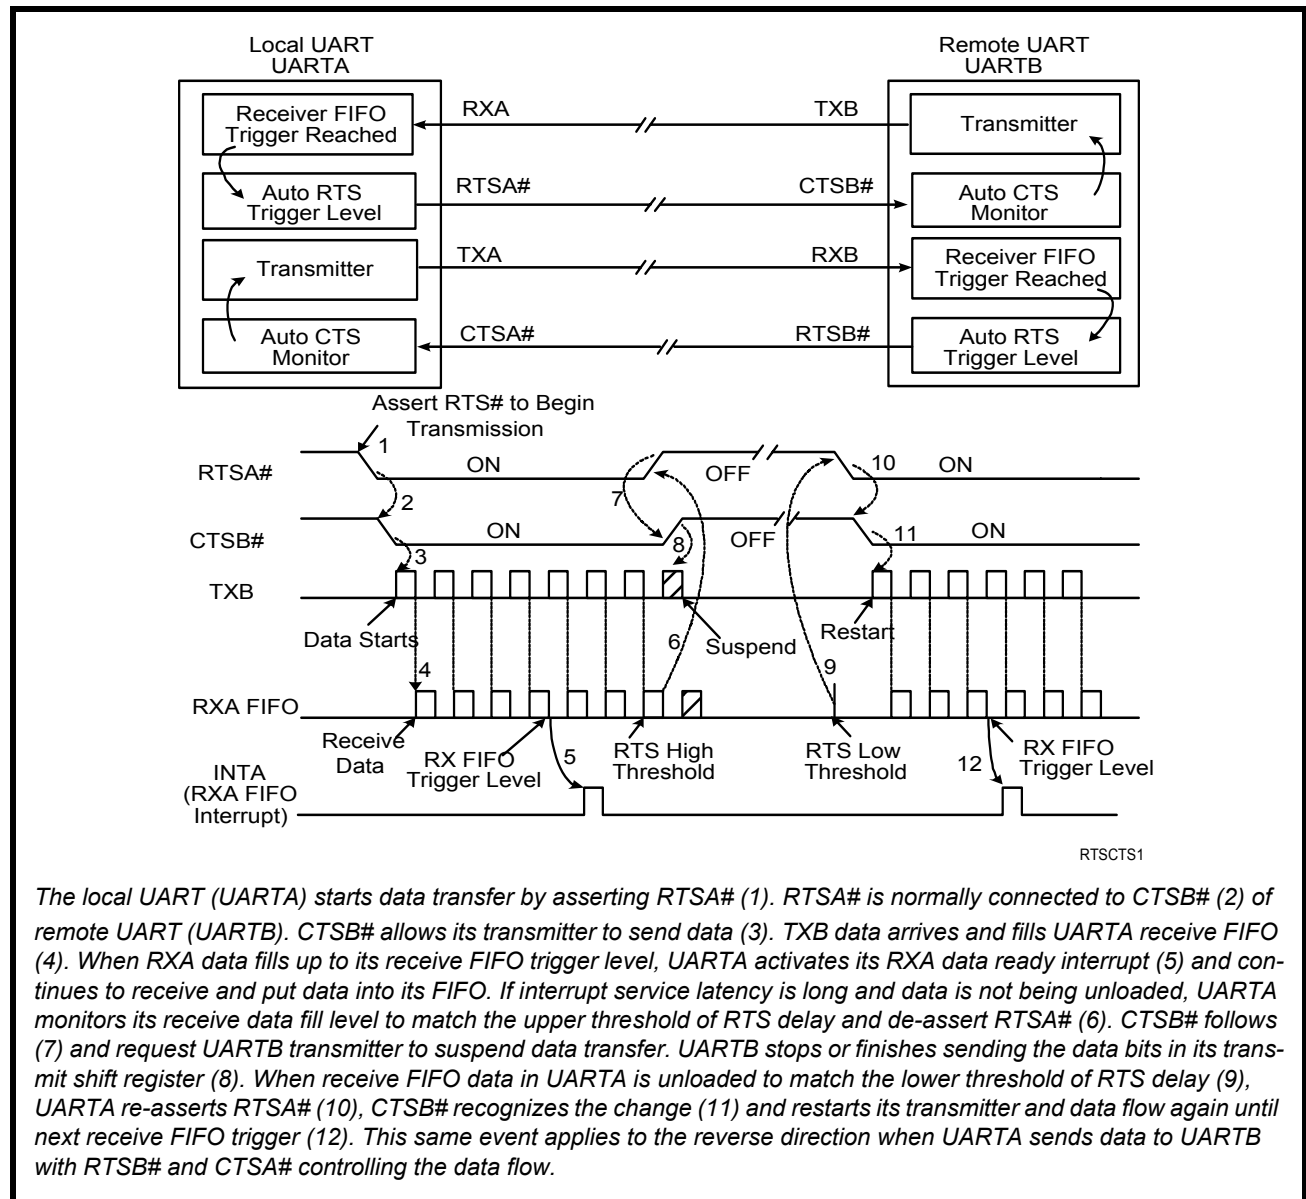 Local UART
UARTA
Remote UART
UARTB
Receiver FIFO
Trigger Reached
RXA
TXB
Transmitter
Auto RTS
Trigger Level
RTSA#
CTSB#
Auto CTS
Monitor
Transmitter
TXA
RXB
Receiver FIFO
Trigger Reached
Auto CTS
Monitor
CTSA#
RTSB#
Auto RTS
Trigger Level
Assert RTS# to Begin
Transmission
1
RTSA#
ON
7
OFF
10
ON
2
CTSB#
ON
8
OFF
11
ON
3
TXB
Data Starts
6
Suspend
Restart
4
9
RXA FIFO
Receive
Data
RX FIFO
Trigger Level
5
RTS High
Threshold
RTS Low
Threshold
12
RX FIFO
Trigger Level
INTA
(RXA FIFO
Interrupt)
RTSCTS1
The local UART (UARTA) starts data transfer by asserting RTSA# (1). RTSA# is normally connected to CTSB# (2) of
remote UART (UARTB). CTSB# allows its transmitter to send data (3). TXB data arrives and fills UARTA receive FIFO
(4). When RXA data fills up to its receive FIFO trigger level, UARTA activates its RXA data ready interrupt (5) and con-
tinues to receive and put data into its FIFO. If interrupt service latency is long and data is not being unloaded, UARTA
monitors its receive data fill level to match the upper threshold of RTS delay and de-assert RTSA# (6). CTSB# follows
(7) and request UARTB transmitter to suspend data transfer. UARTB stops or finishes sending the data bits in its trans-
mit shift register (8). When receive FIFO data in UARTA is unloaded to match the lower threshold of RTS delay (9),
UARTA re-asserts RTSA# (10), CTSB# recognizes the change (11) and restarts its transmitter and data flow again until
next receive FIFO trigger (12). This same event applies to the reverse direction when UARTA sends data to UARTB
with RTSB# and CTSA# controlling the data flow.